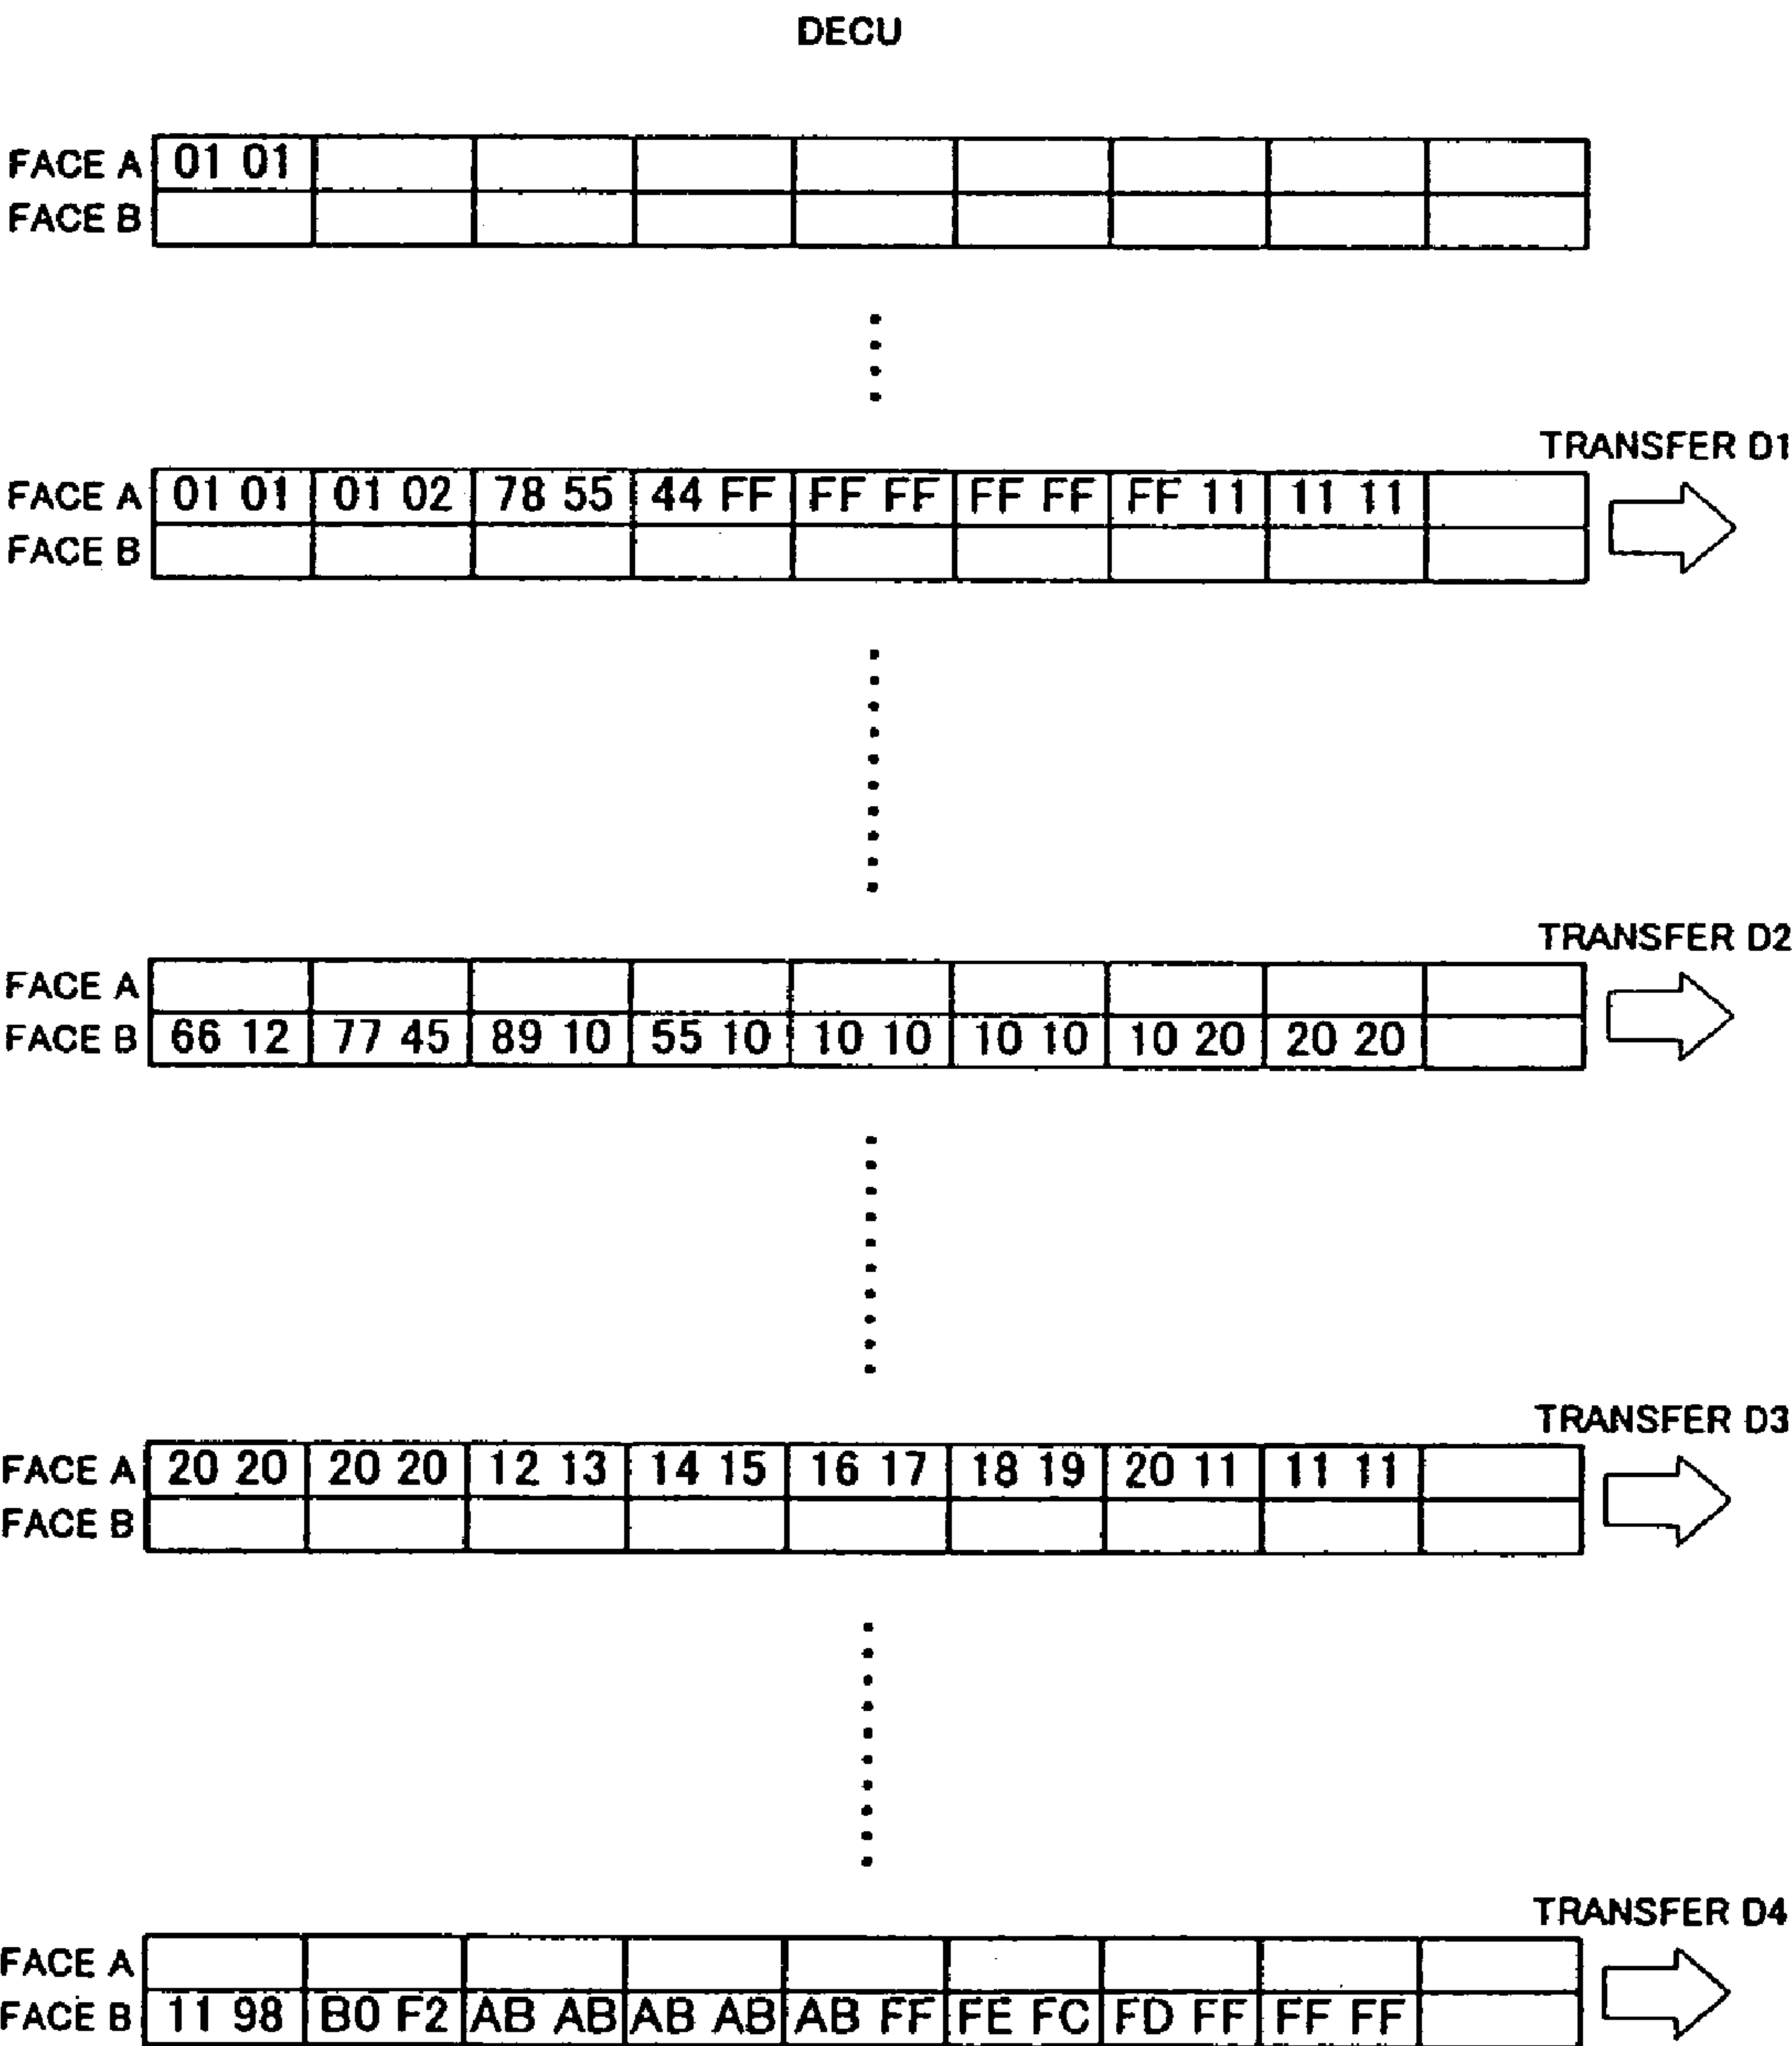 DECU
FACE A 01 01
FACE B
TRANSFER D1
FACE A 01 01 01 02 78 55 44 FF FF FF FF FF FF 11 11 11
FACE B
TRANSFER D2
FACE A
FACE B 66 12 77 45 89 10 55 10 10 10 10 10 10 20 20 20
TRANSFER D3
FACE A 20 20 20 20 12 13 14 15 16 17 18 19 20 11 11 11
FACE B
TRANSFER D4
FACE A
FACE B 11 98 B0 F2 AB AB AB AB AB FF FE FC FD FF FF FF